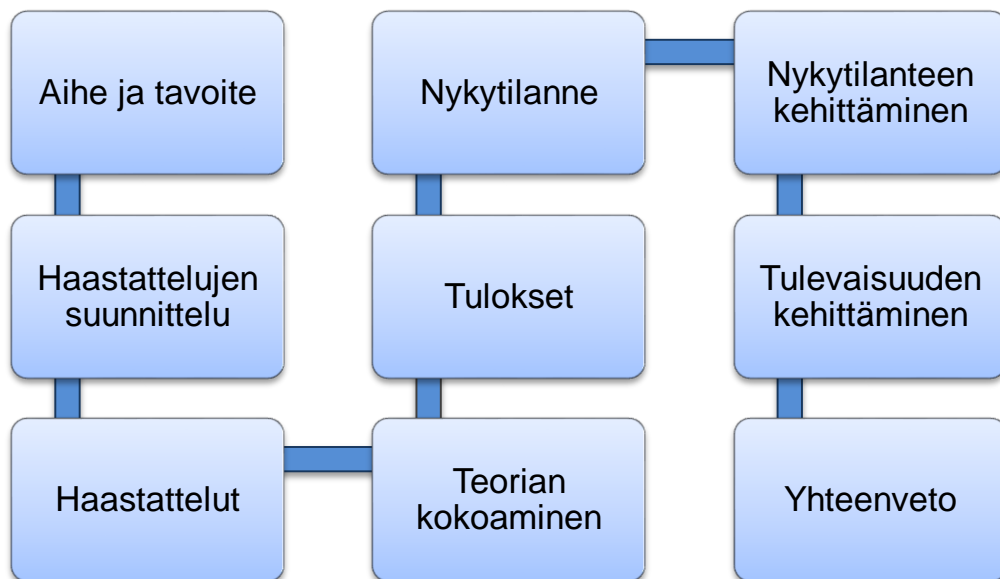 Aihe ja tavoite
Haastattelujen
suunnittelu
Haastattelut
Teorian
kokoaminen
Tulokset
Nykytilanne
Nykytilanteen
kehittäminen
Tulevaisuuden
kehittäminen
Yhteenveto